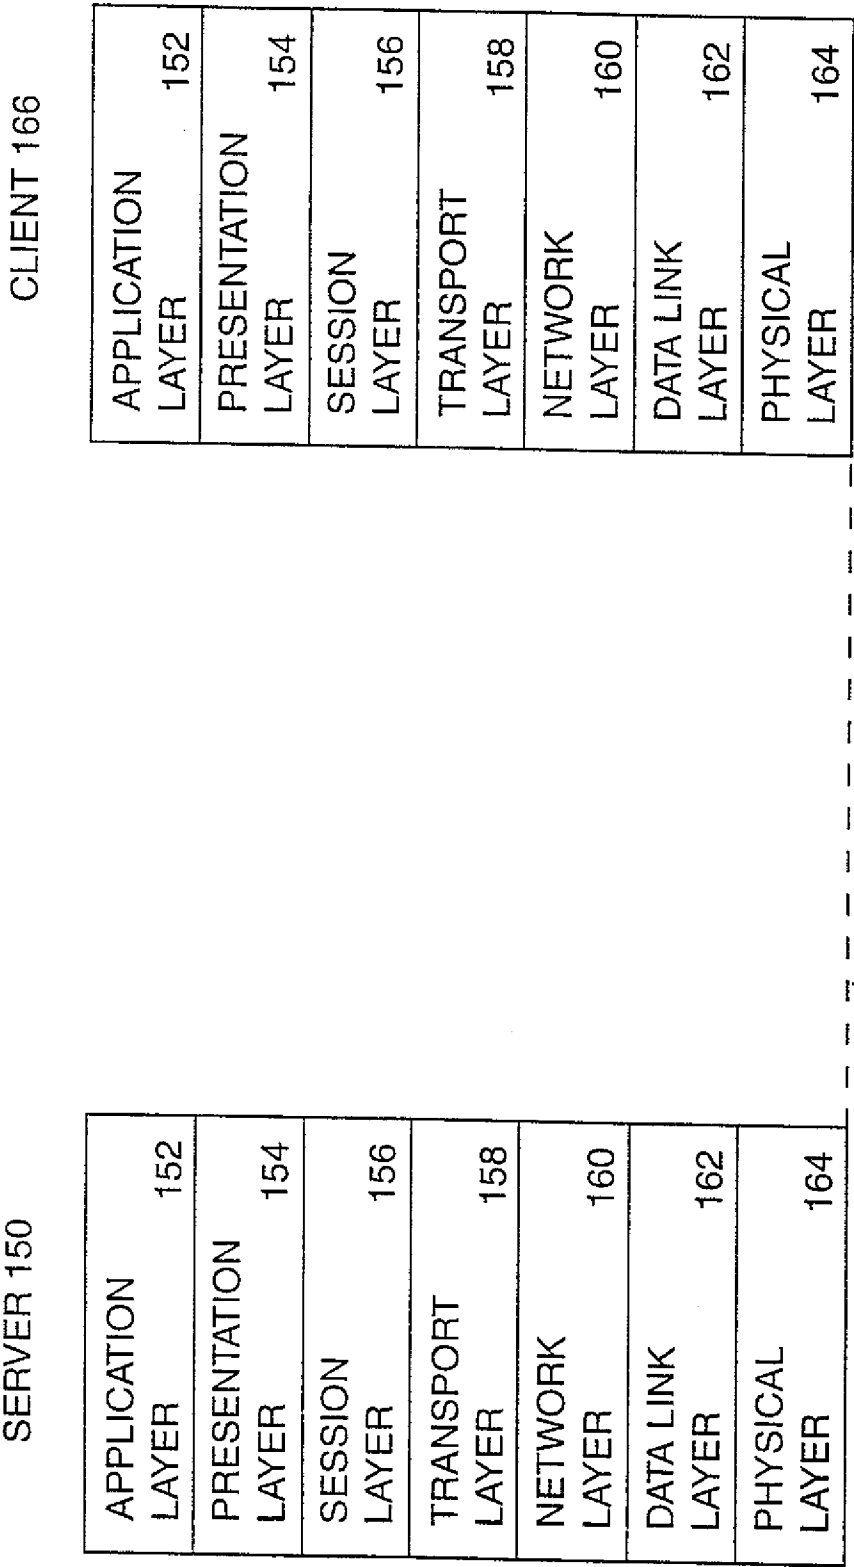 SERVER 150
APPLICATION
LAYER 152
PRESENTATION
LAYER 154
SESSION
LAYER 156
TRANSPORT
LAYER 158
NETWORK
LAYER 160
DATA LINK
LAYER 162
PHYSICAL
LAYER 164
CLIENT 166
APPLICATION
LAYER 152
PRESENTATION
LAYER 154
SESSION
LAYER 156
TRANSPORT
LAYER 158
NETWORK
LAYER 160
DATA LINK
LAYER 162
PHYSICAL
LAYER 164